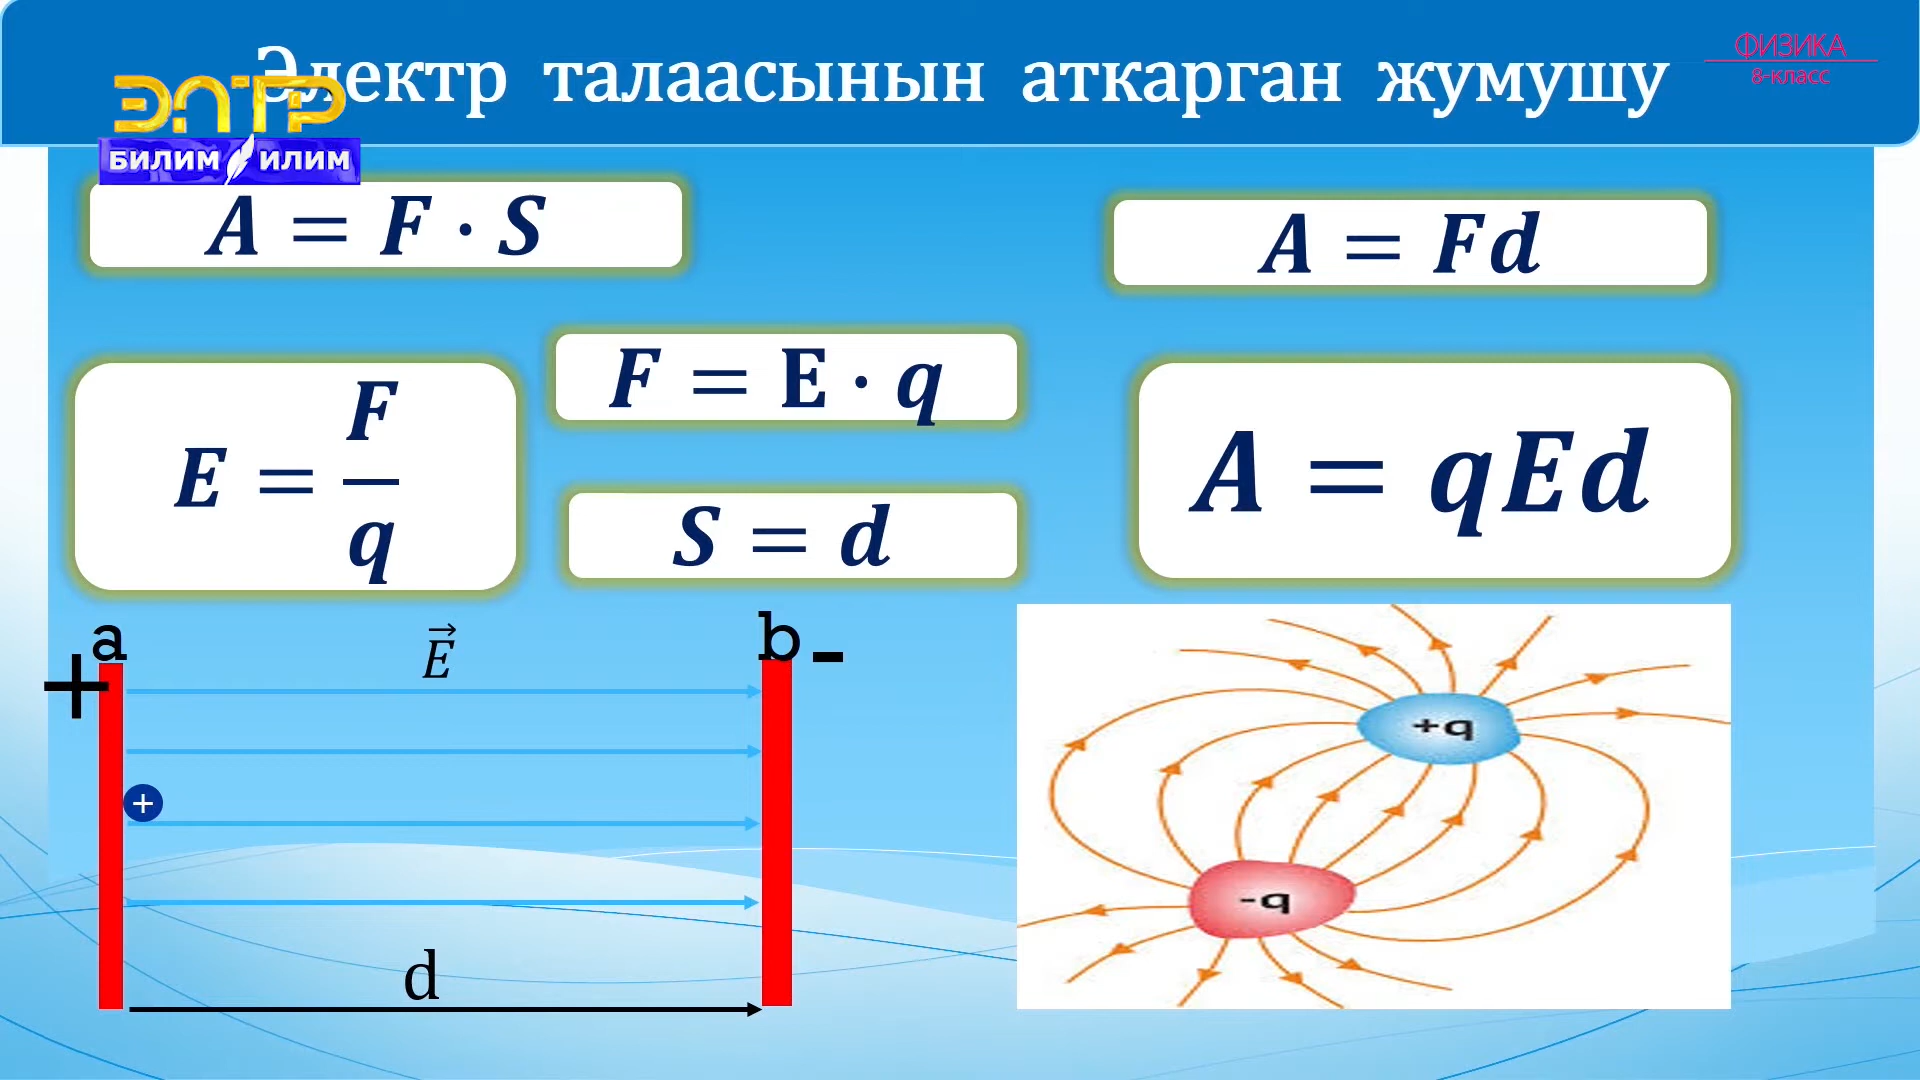 Электр талаасынын аткарган жумушу
ФИЗИКА
8-класс
ЭЛТР
БИЛИМ ИЛИМ
A = F · S
A = Fd
E = F/q
F = E · q
S = d
A = qEd
a
+
E⃗
b
-
+
d
+q
-q